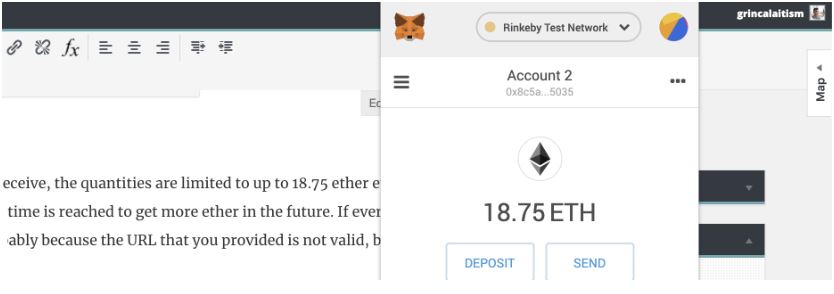 grincalaitism
Rinkeby Test Network
fx
Account 2
0x8c5a...5035
Map
eceive, the quantities are limited to up to 18.75 ether e
time is reached to get more ether in the future. If ever
ably because the URL that you provided is not valid, b
18.75 ETH
DEPOSIT
SEND